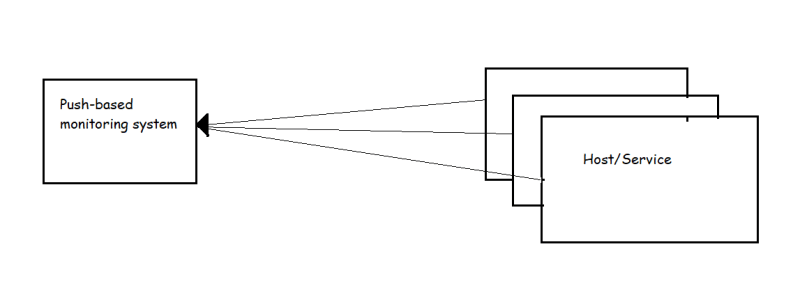 Push-based
monitoring system
Host/Service